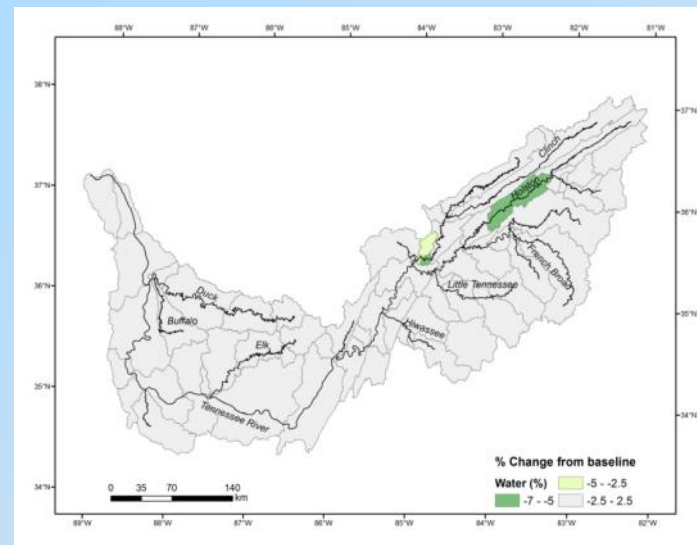 88°W 87°W 86°W 85°W 84°W 83°W 82°W 81°W
38°N
37°N
37°N
36°N
36°N
35°N
35°N
34°N
34°N
Clinch
Holston
French Broad
Little Tennessee
Hiwassee
Duck
Buffalo
Elk
Tennessee River
0 35 70 140
km
% Change from baseline
Water (%)
-5 - -2.5
-7 - -5
-2.5 - 2.5
89°W 88°W 87°W 86°W 85°W 84°W 83°W 82°W